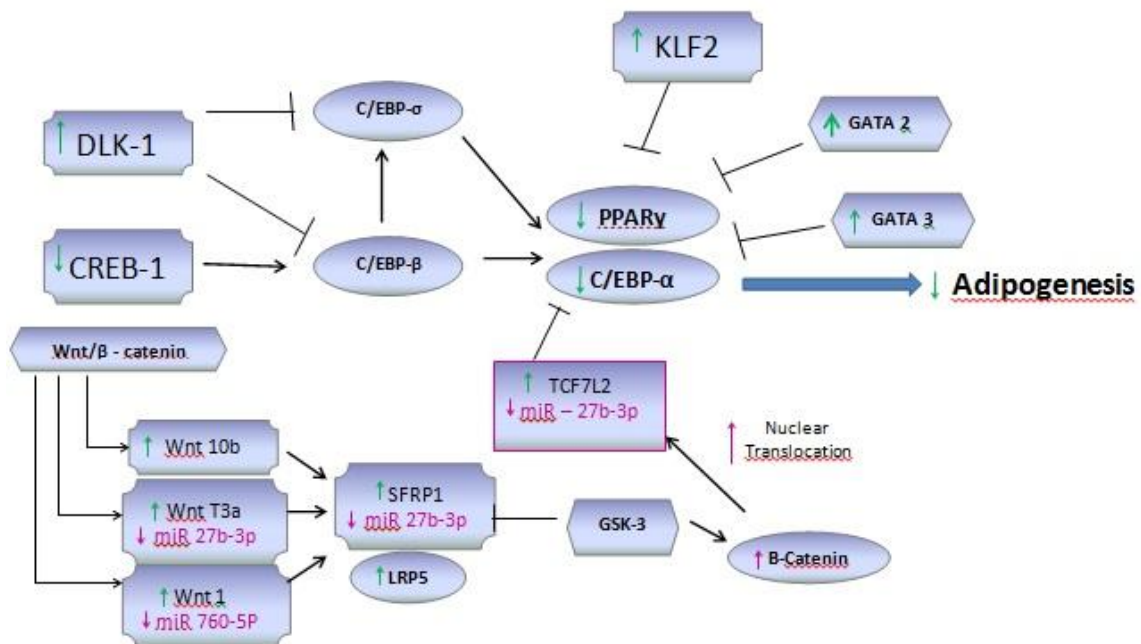 KLF2
C/EBP-σ
GATA 2
DLK-1
PPARɣ
GATA 3
CREB-1
C/EBP-β
C/EBP-α
Adipogenesis
Wnt/β - catenin
TCF7L2
miR – 27b-3p
Nuclear
Translocation
Wnt 10b
Wnt T3a
miR 27b-3p
SFRP1
miR 27b-3p
GSK-3
B-Catenin
LRP5
Wnt 1
miR 760-5P